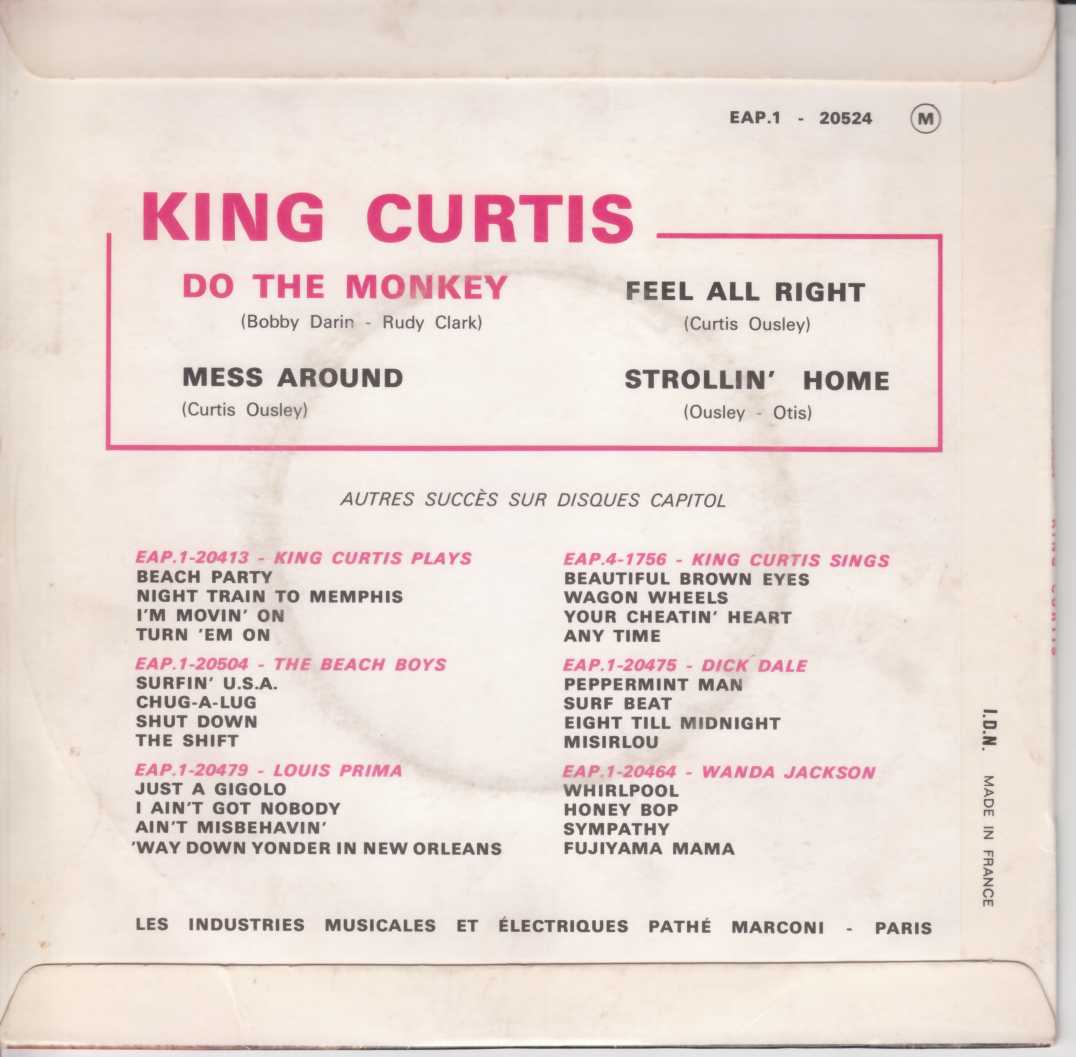 EAP.1 - 20524 M
KING CURTIS
DO THE MONKEY
(Bobby Darin - Rudy Clark)
MESS AROUND
(Curtis Ousley)
FEEL ALL RIGHT
(Curtis Ousley)
STROLLIN' HOME
(Ousley - Otis)
AUTRES SUCCÈS SUR DISQUES CAPITOL
EAP.1-20413 - KING CURTIS PLAYS
BEACH PARTY
NIGHT TRAIN TO MEMPHIS
I'M MOVIN' ON
TURN 'EM ON
EAP.1-20504 - THE BEACH BOYS
SURFIN' U.S.A.
CHUG-A-LUG
SHUT DOWN
THE SHIFT
EAP.1-20479 - LOUIS PRIMA
JUST A GIGOLO
I AIN'T GOT NOBODY
AIN'T MISBEHAVIN'
'WAY DOWN YONDER IN NEW ORLEANS
EAP.4-1756 - KING CURTIS SINGS
BEAUTIFUL BROWN EYES
WAGON WHEELS
YOUR CHEATIN' HEART
ANY TIME
EAP.1-20475 - DICK DALE
PEPPERMINT MAN
SURF BEAT
EIGHT TILL MIDNIGHT
MISIRLOU
EAP.1-20464 - WANDA JACKSON
WHIRLPOOL
HONEY BOP
SYMPATHY
FUJIYAMA MAMA
LES INDUSTRIES MUSICALES ET ÉLECTRIQUES PATHÉ MARCONI - PARIS
I.D.N. MADE IN FRANCE
KING CURTIS